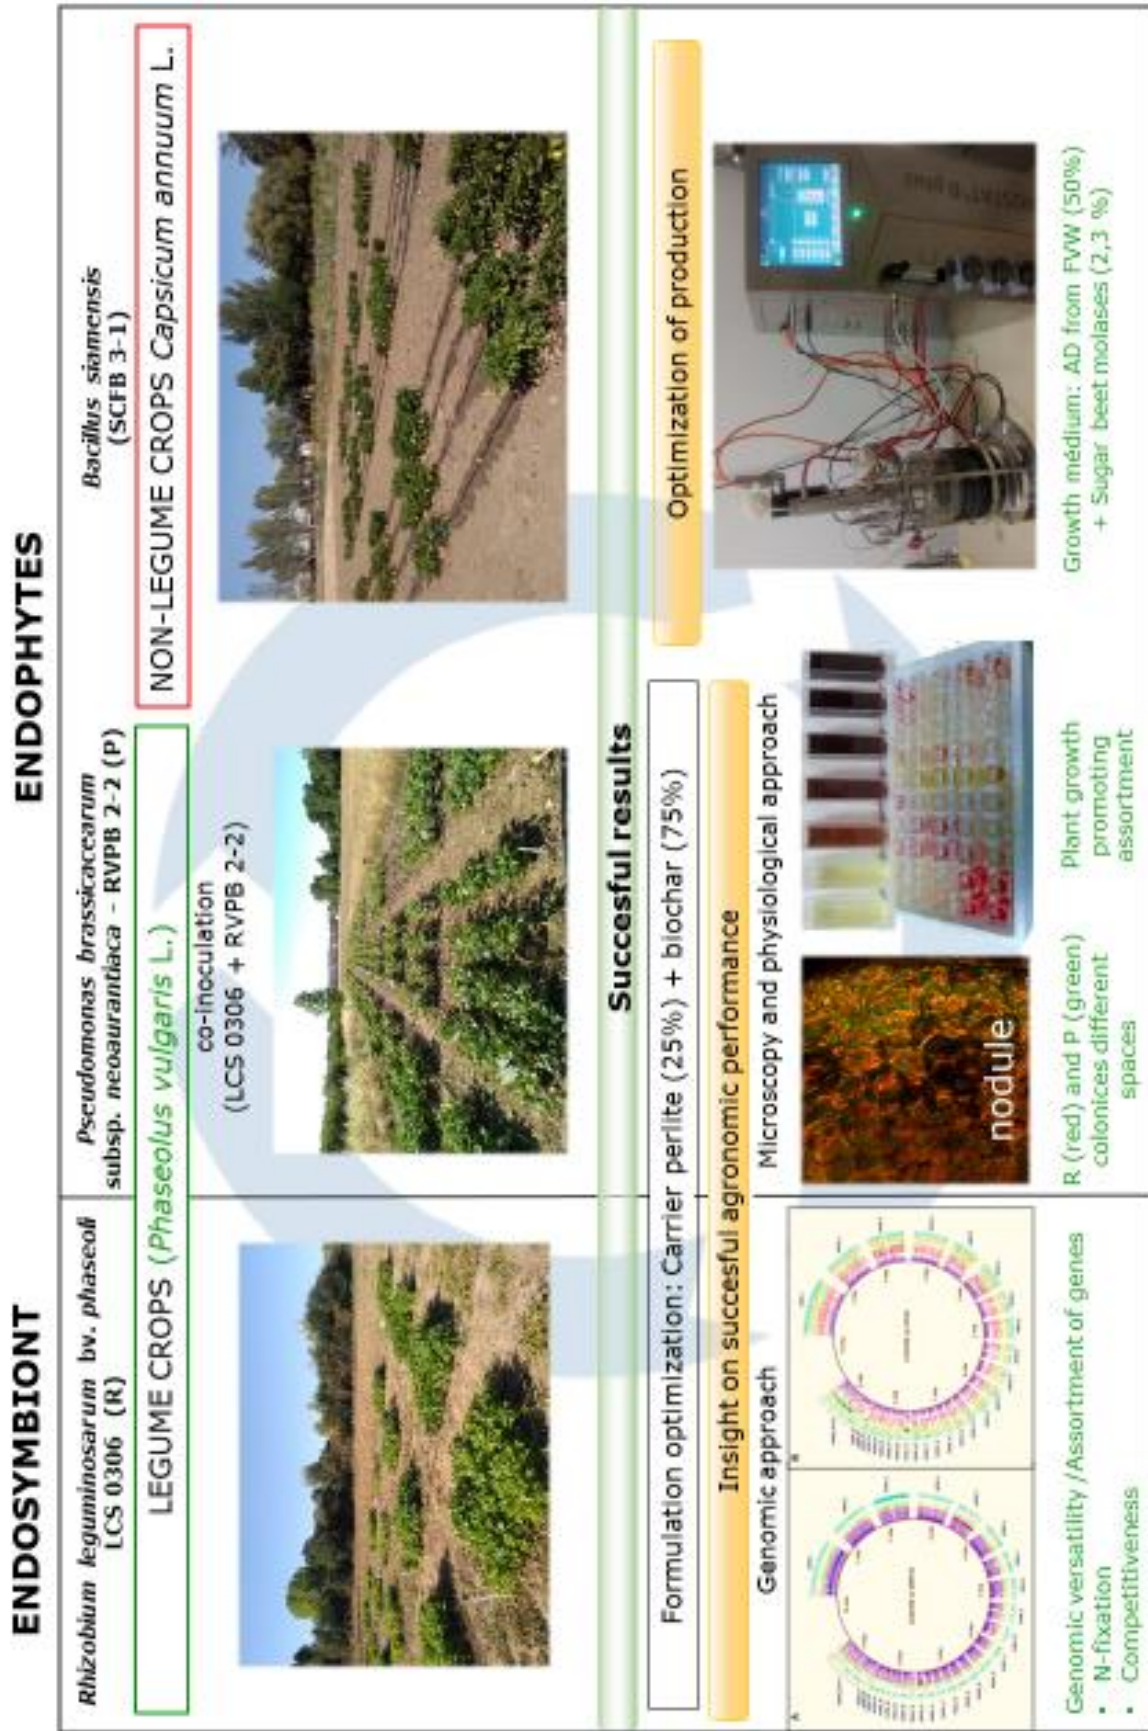 ENDOSYMBIONT
ENDOPHYTES
Rhizobium leguminosarum bv. phaseoli
LCS 0306 (R)
Pseudomonas brassicacearum
subsp. neoaurantiaca - RVPB 2-2 (P)
Bacillus siamensis
(SCFB 3-1)
LEGUME CROPS (Phaseolus vulgaris L.)
NON-LEGUME CROPS Capsicum annuum L.
co-inoculation
(LCS 0306 + RVPB 2-2)
Succesful results
Formulation optimization: Carrier perlite (25%) + biochar (75%)
Optimization of production
Insight on succesful agronomic performance
Genomic approach
Microscopy and physiological approach
A
B
nodule
Genomic versatility /Assortment of genes
• N-fixation
• Competitiveness
R (red) and P (green)
colonices different
spaces
Plant growth
promoting
assortment
Growth medium: AD from FVW (50%)
+ Sugar beet molases (2,3 %)